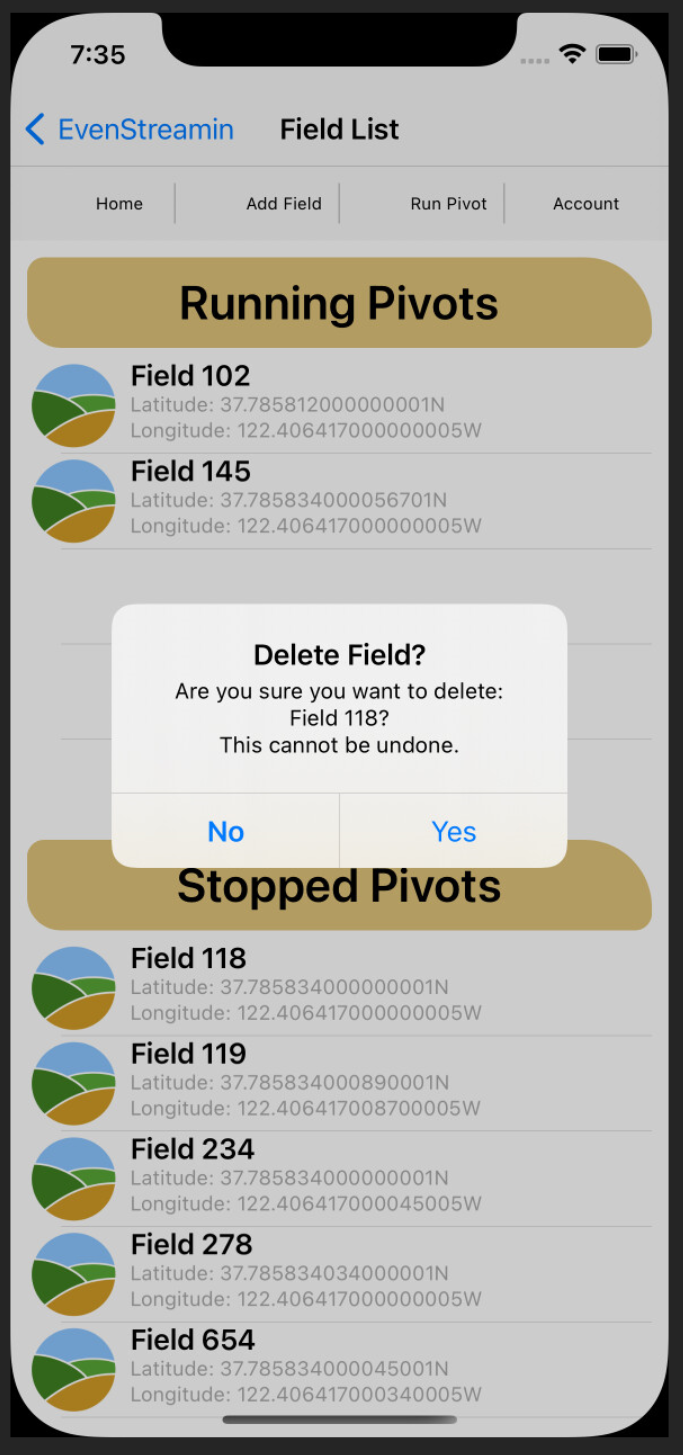 7:35
EvenStreamin
Field List
Home
Add Field
Run Pivot
Account
Running Pivots
Field 102
Latitude: 37.785812000000001N
Longitude: 122.406417000000005W
Field 145
Latitude: 37.785834000056701N
Longitude: 122.406417000000005W
Delete Field?
Are you sure you want to delete:
Field 118?
This cannot be undone.
No
Yes
Stopped Pivots
Field 118
Latitude: 37.785834000000001N
Longitude: 122.406417000000005W
Field 119
Latitude: 37.785834000890001N
Longitude: 122.406417008700005W
Field 234
Latitude: 37.785834000000001N
Longitude: 122.406417000045005W
Field 278
Latitude: 37.785834034000001N
Longitude: 122.406417000000005W
Field 654
Latitude: 37.785834000045001N
Longitude: 122.406417000340005W